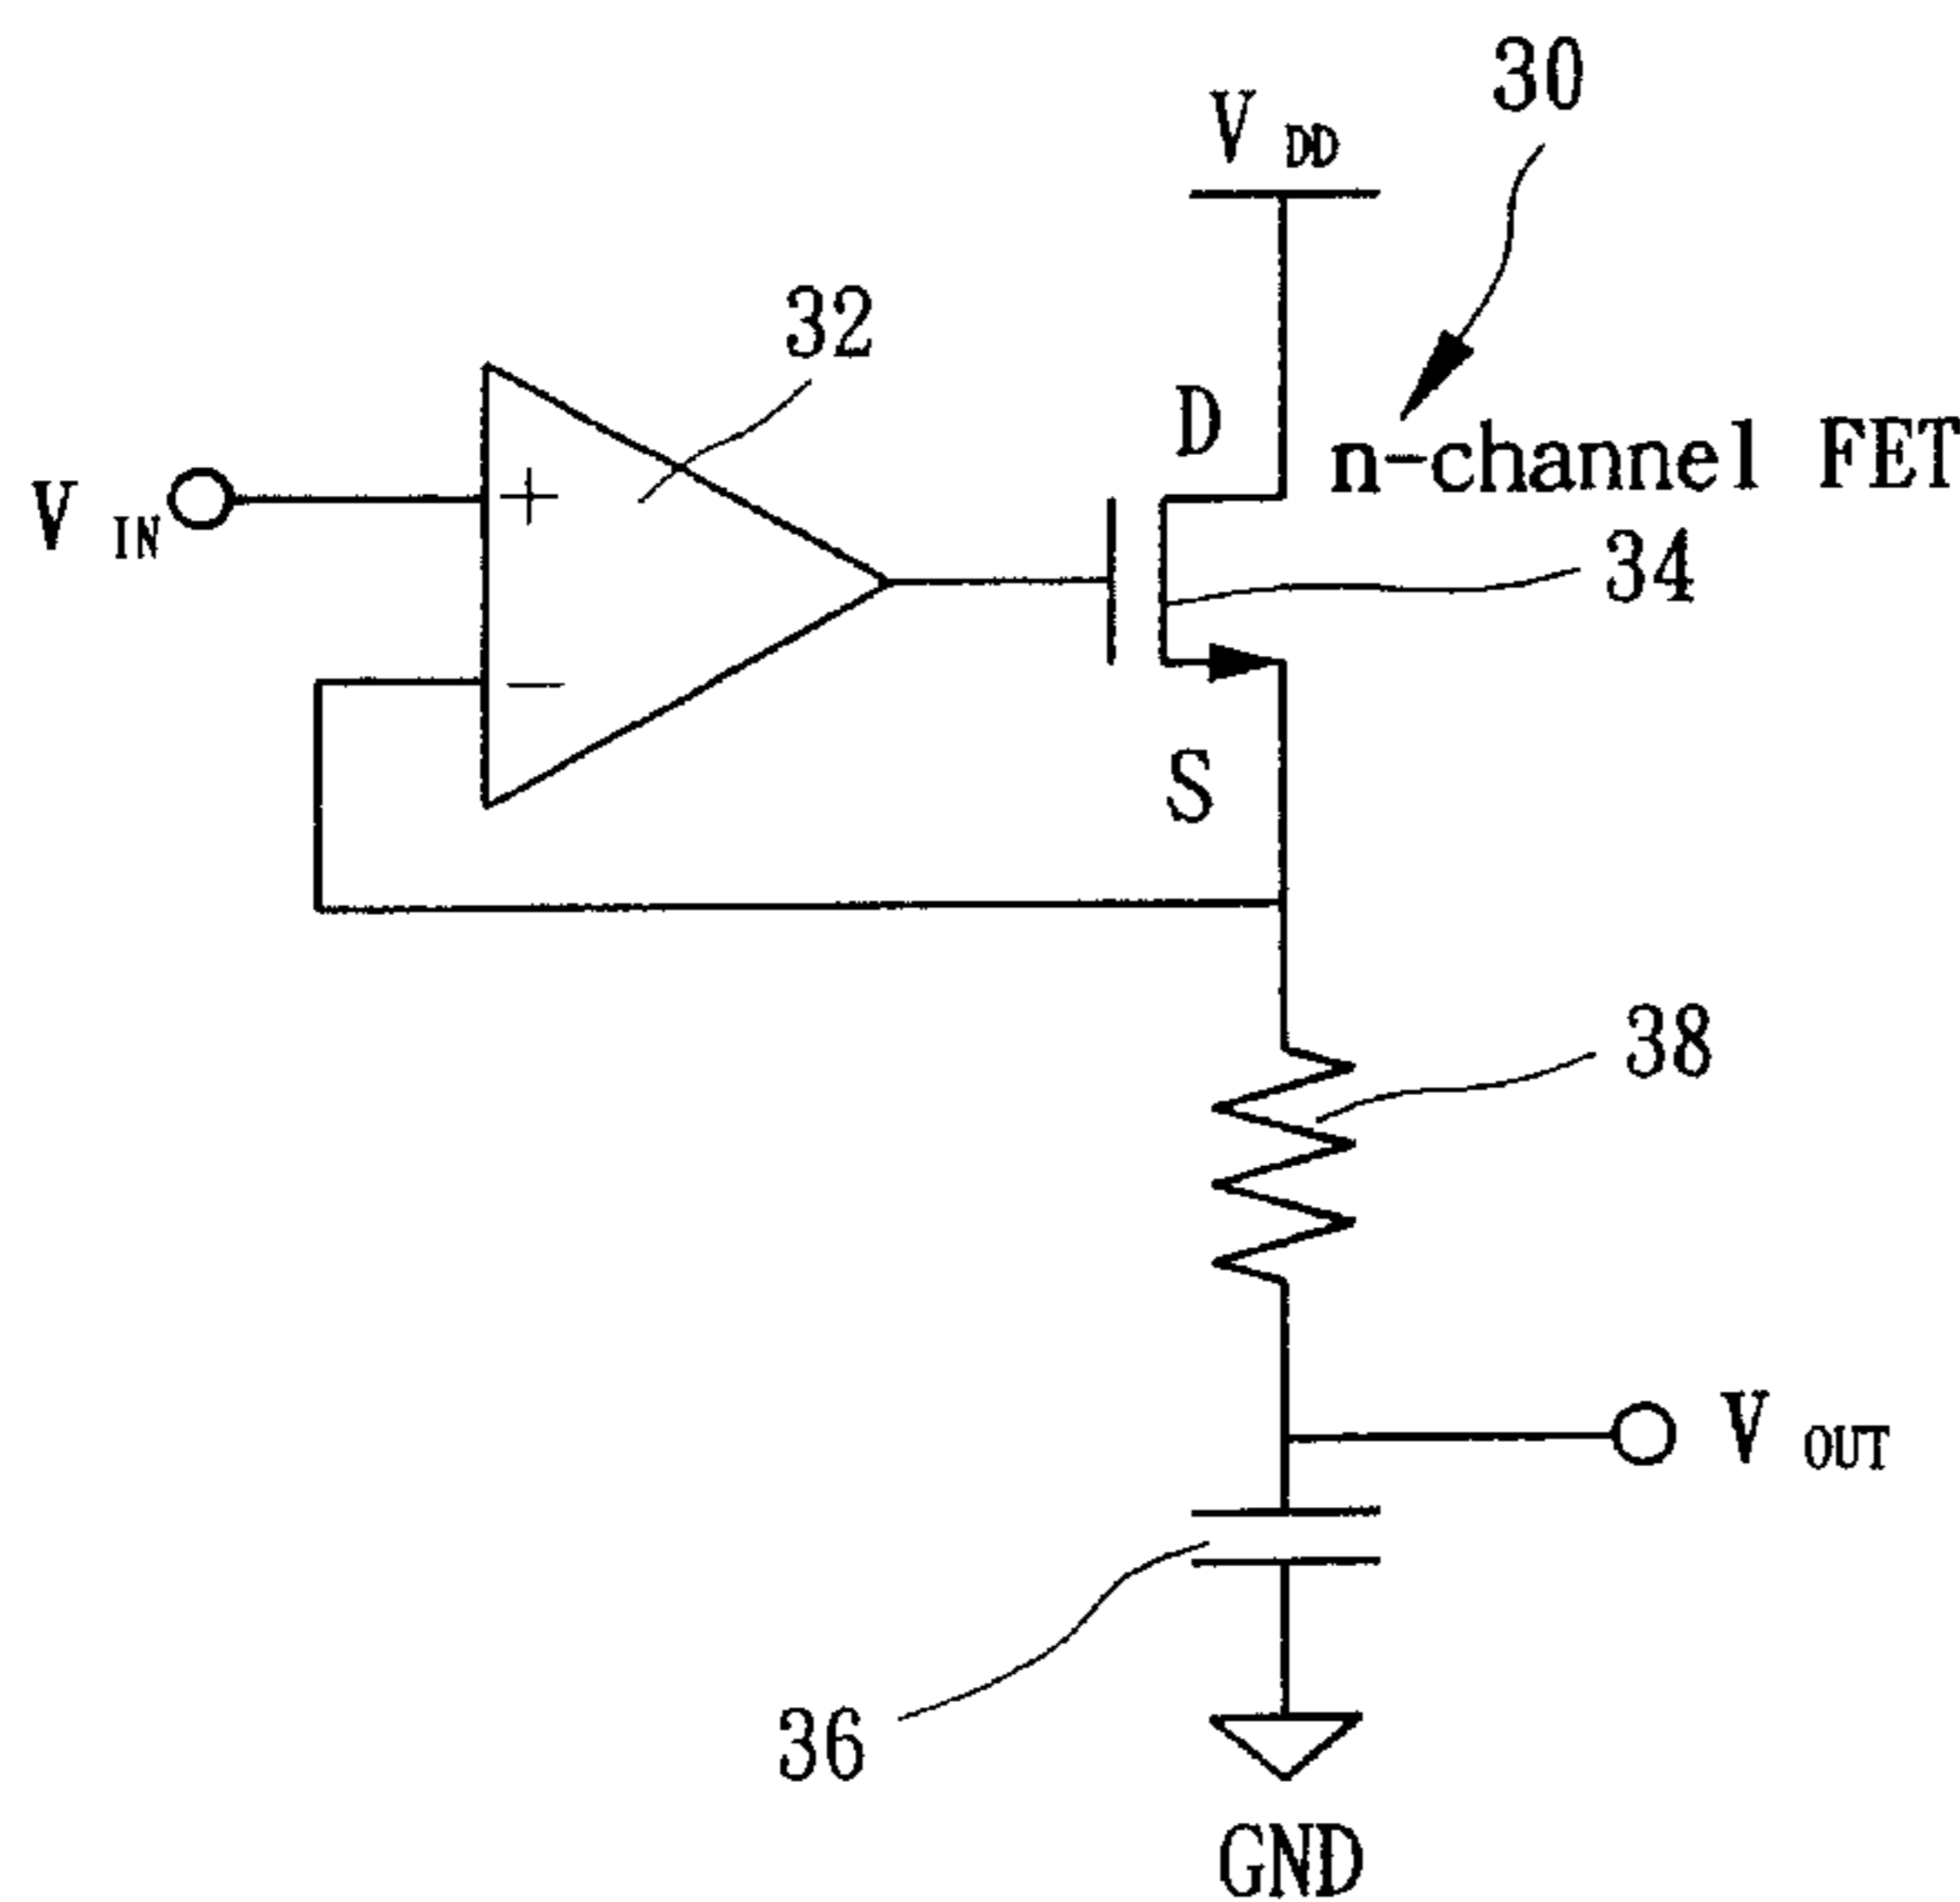 30
V DD
32
D
n-channel FET
+
V IN
34
−
S
38
V OUT
36
GND